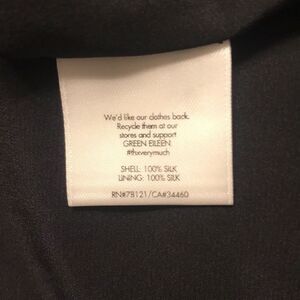 We'd like our clothes back.
Recycle them at our
stores and support
GREEN EILEEN.
#thxverymuch
SHELL: 100% SILK
LINING: 100% SILK
RN#78121/CA#34460